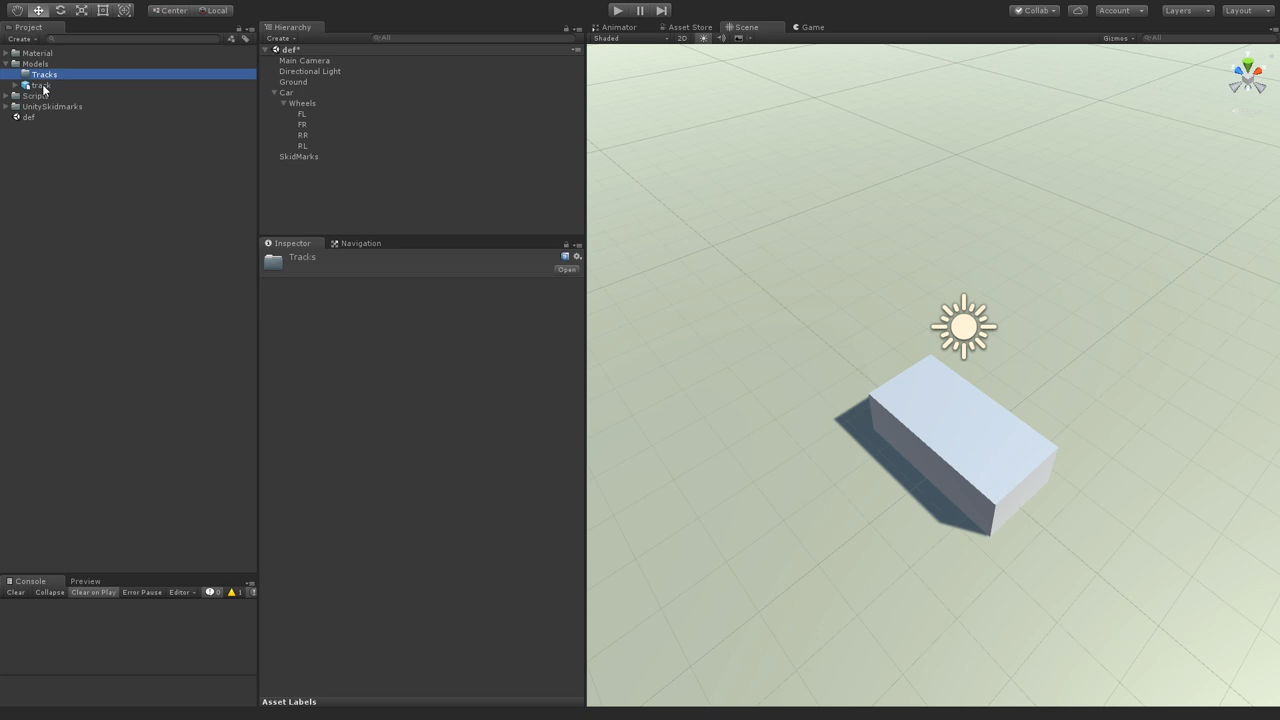 Center Local
Collab Account Layers Layout
Project
Create
Material
Models
Tracks
track
Scripts
UnitySkidmarks
def
Console Preview
Clear Collapse Clear on Play Error Pause Editor 0 1
Hierarchy
Create All
def*
Main Camera
Directional Light
Ground
Car
Wheels
FL
FR
RR
RL
SkidMarks
Inspector Navigation
Tracks
Open
Asset Labels
Animator Asset Store Scene Game
Shaded 2D Gizmos All